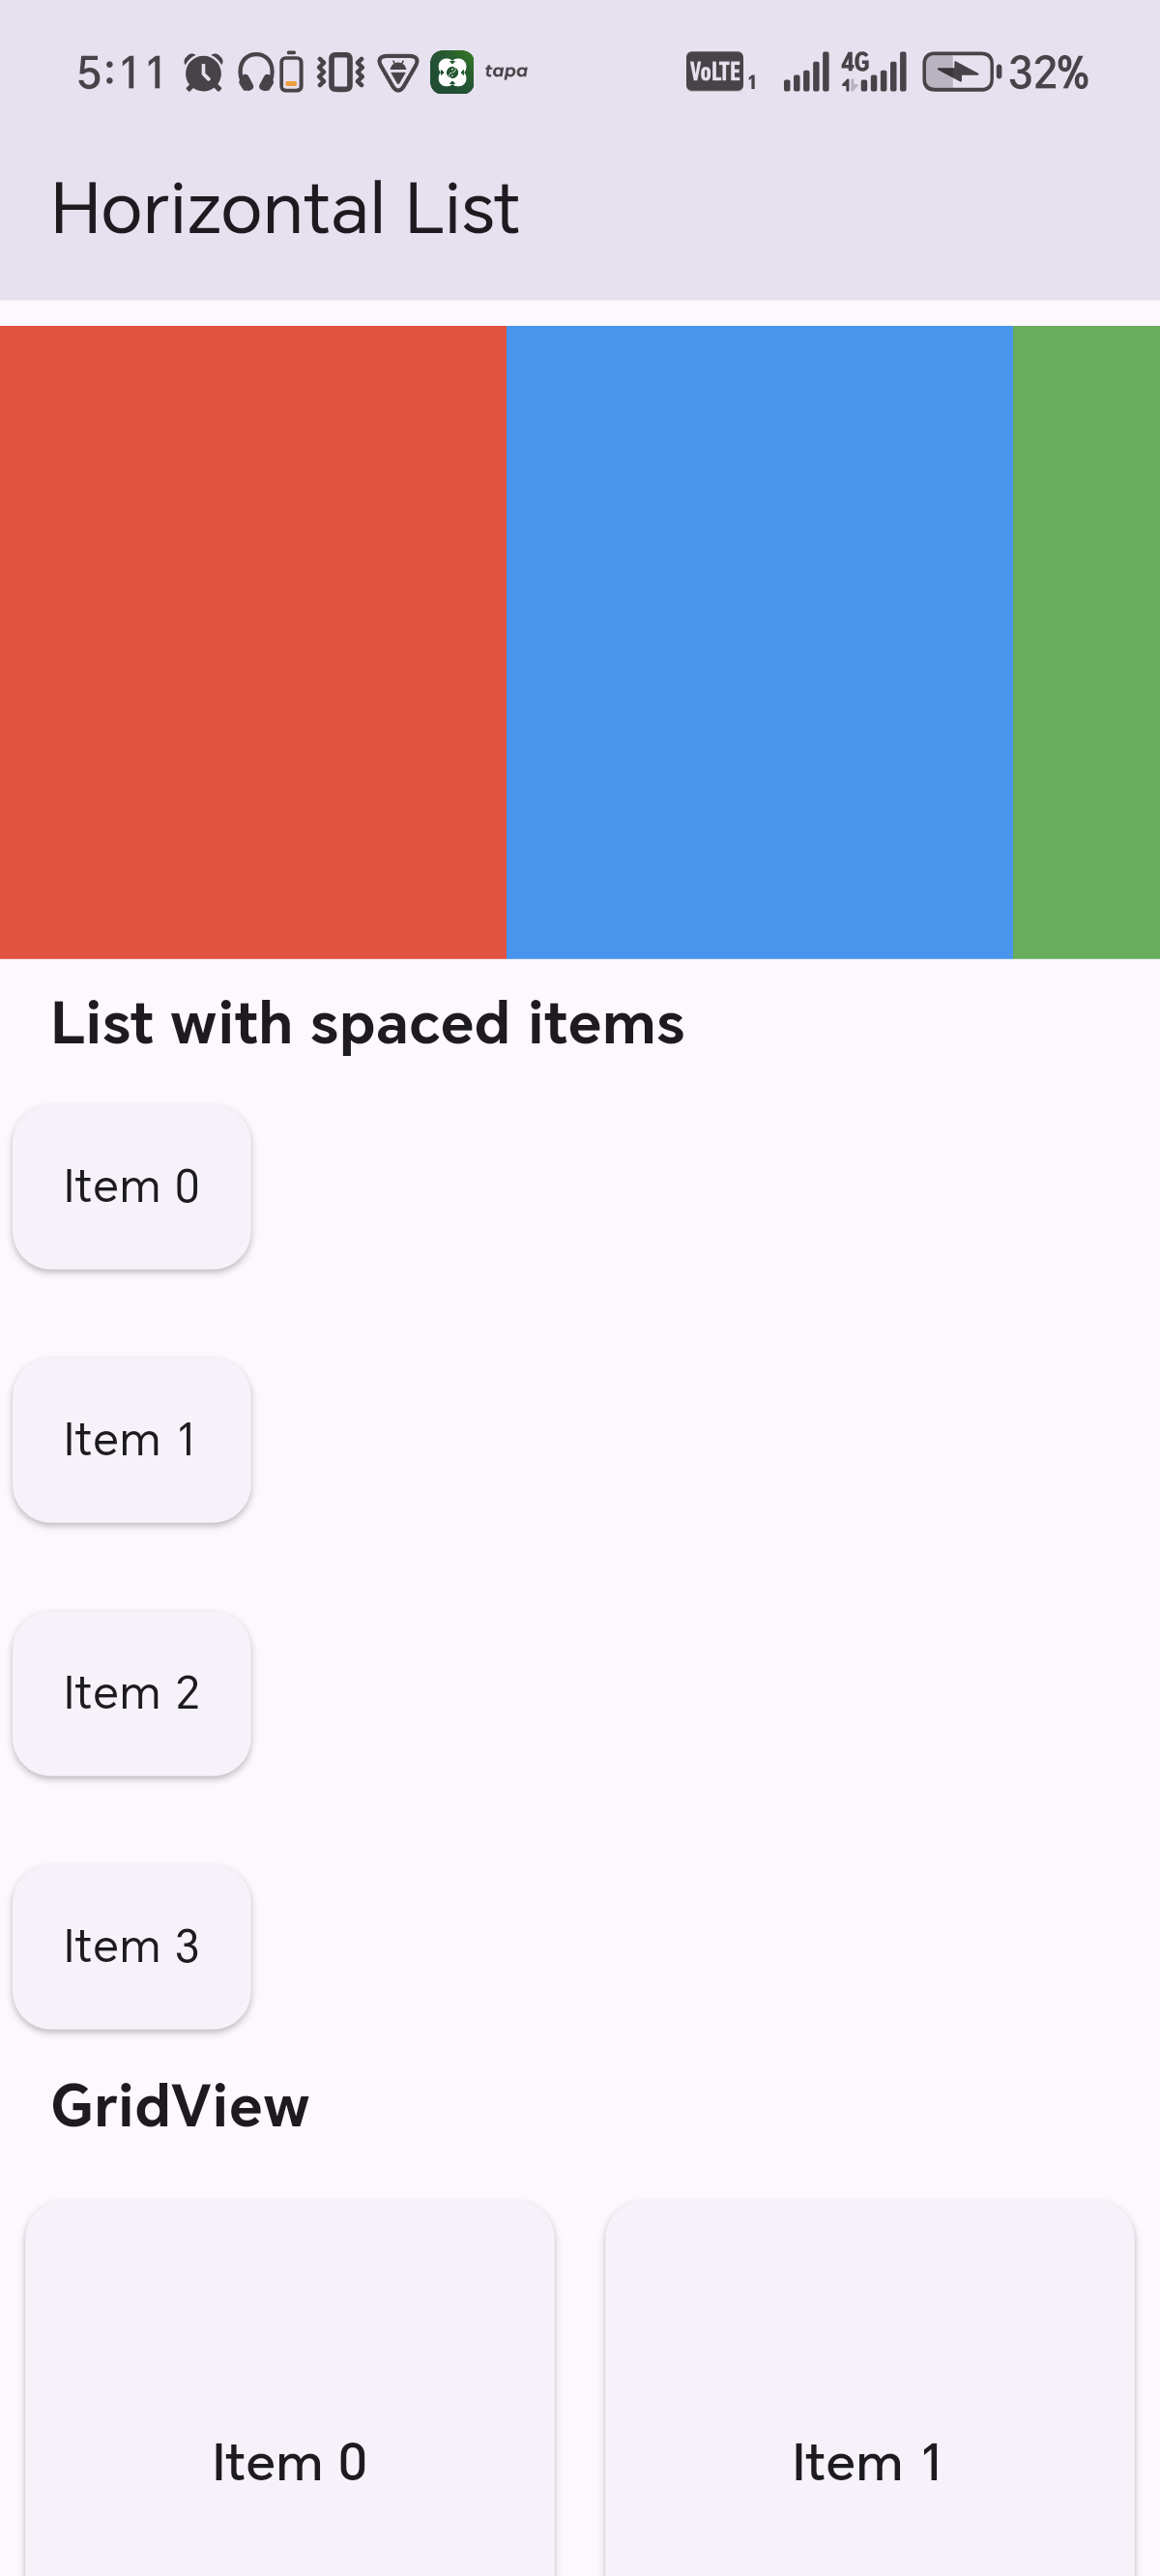 5:11 tapa VoLTE 1 4G 32%
Horizontal List
List with spaced items
Item 0
Item 1
Item 2
Item 3
GridView
Item 0 Item 1